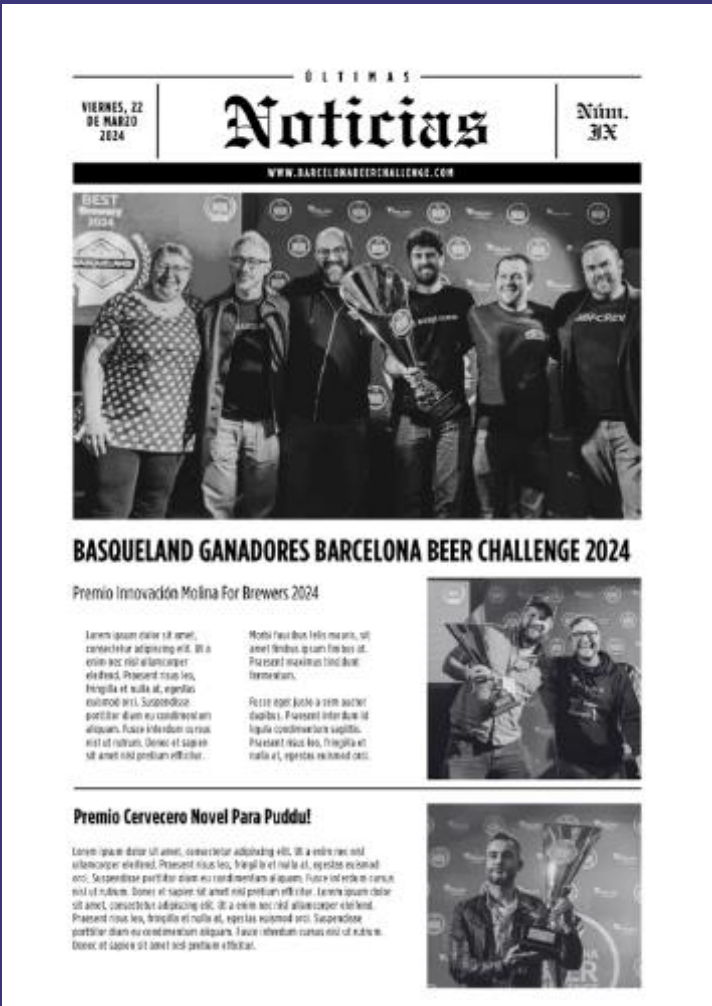 ÚLTIMAS
VIERNES, 22
DE MARZO
2024
Noticias
Núm.
IX
WWW.BARCELONABEERCHALLENGE.COM
BEST
Brewery
2024
BASQUELAND
BASQUELAND GANADORES BARCELONA BEER CHALLENGE 2024
Premio Innovación Molina For Brewers 2024
Lorem ipsum dolor sit amet,
consectetur adipiscing elit. Ut a
enim nec nisl ullamcorper
eleifend. Praesent risus leo,
fringilla et nulla at, egestas
euismod orci. Suspendisse
porttitor diam eu condimentum
aliquam. Fusce interdum cursus
nisl ut rutrum. Donec et sapien
sit amet nisl pretium efficitur.
Morbi faucibus felis mauris, sit
amet finibus ipsum finibus at.
Praesent maximus tincidunt
fermentum.
Fusce eget justo a sem auctor
dapibus. Praesent interdum id
ligula condimentum sagittis.
Praesent risus leo, fringilla et
nulla at, egestas euismod orci.
Premio Cervecero Novel Para Puddu!
Lorem ipsum dolor sit amet, consectetur adipiscing elit. Ut a enim nec nisl
ullamcorper eleifend. Praesent risus leo, fringilla et nulla at, egestas euismod
orci. Suspendisse porttitor diam eu condimentum aliquam. Fusce interdum cursus
nisl ut rutrum. Donec et sapien sit amet nisl pretium efficitur. Lorem ipsum dolor
sit amet, consectetur adipiscing elit. Ut a enim nec nisl ullamcorper eleifend.
Praesent risus leo, fringilla et nulla at, egestas euismod orci. Suspendisse
porttitor diam eu condimentum aliquam. Fusce interdum cursus nisl ut rutrum.
Donec et sapien sit amet nisl pretium efficitur.